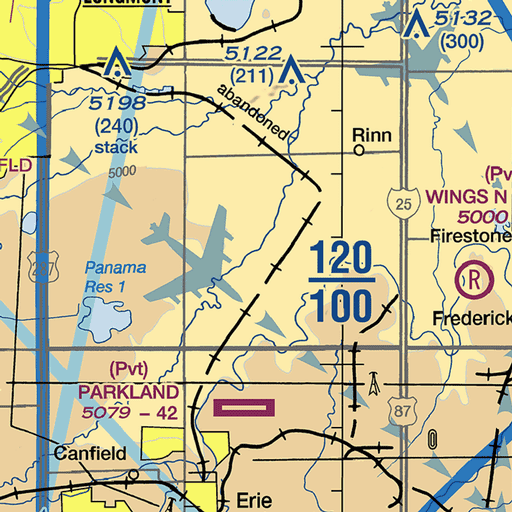 LONGMONT
5132
(300)
5122
(211)
5198
(240)
stack
abandoned
Rinn
5000
FLD
(Pv
WINGS N
5000
Firestone
25
120
100
287
Panama
Res 1
R
Frederick
(Pvt)
PARKLAND
5079 - 42
87
Canfield
Erie